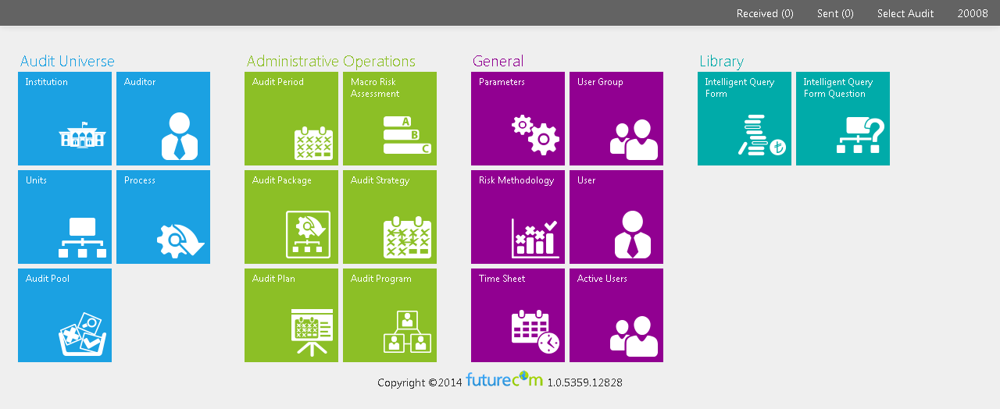 Received (0) Sent (0) Select Audit 20008
Audit Universe
Institution
Auditor
Units
Process
Audit Pool
Administrative Operations
Audit Period
Macro Risk
Assessment
A
B
C
Audit Package
Audit Strategy
Audit Plan
Audit Program
General
Parameters
User Group
Risk Methodology
User
Time Sheet
Active Users
Library
Intelligent Query
Form
Intelligent Query
Form Question
?
₺
Copyright ©2014 futurecom 1.0.5359.12828